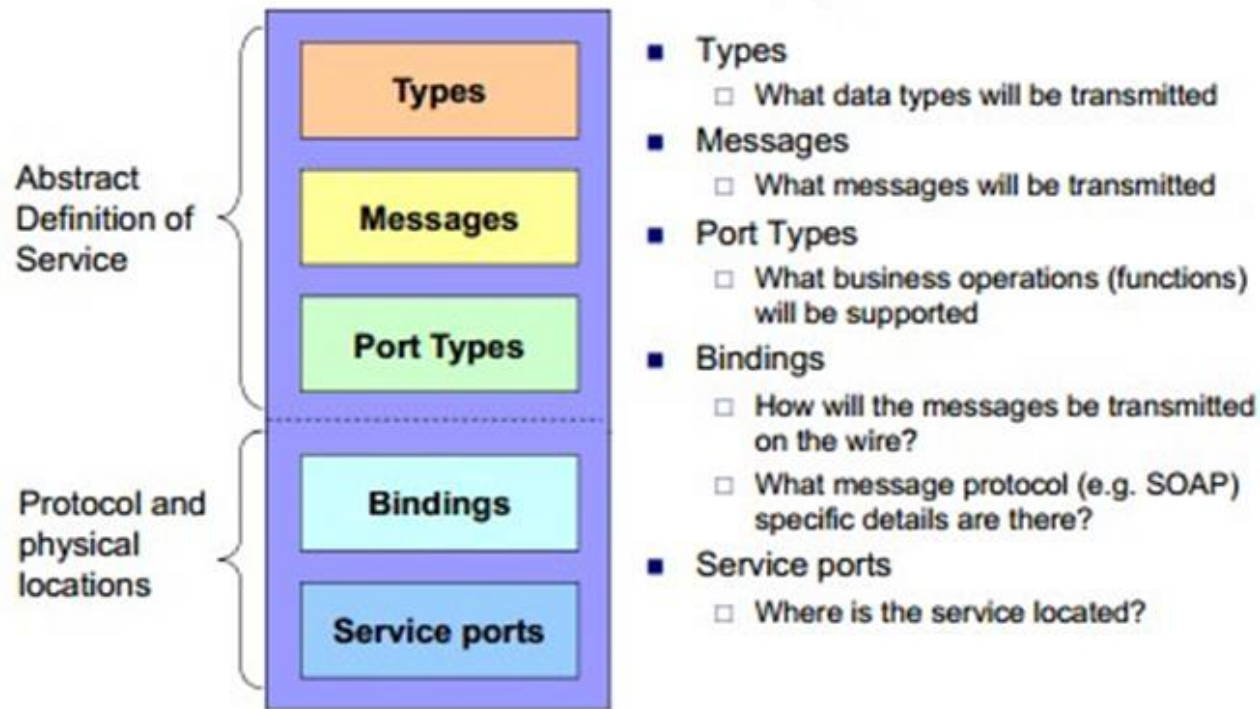 Abstract
Definition of
Service
Protocol and
physical
locations
Types
Messages
Port Types
Bindings
Service ports
Types
What data types will be transmitted
Messages
What messages will be transmitted
Port Types
What business operations (functions)
will be supported
Bindings
How will the messages be transmitted
on the wire?
What message protocol (e.g. SOAP)
specific details are there?
Service ports
Where is the service located?